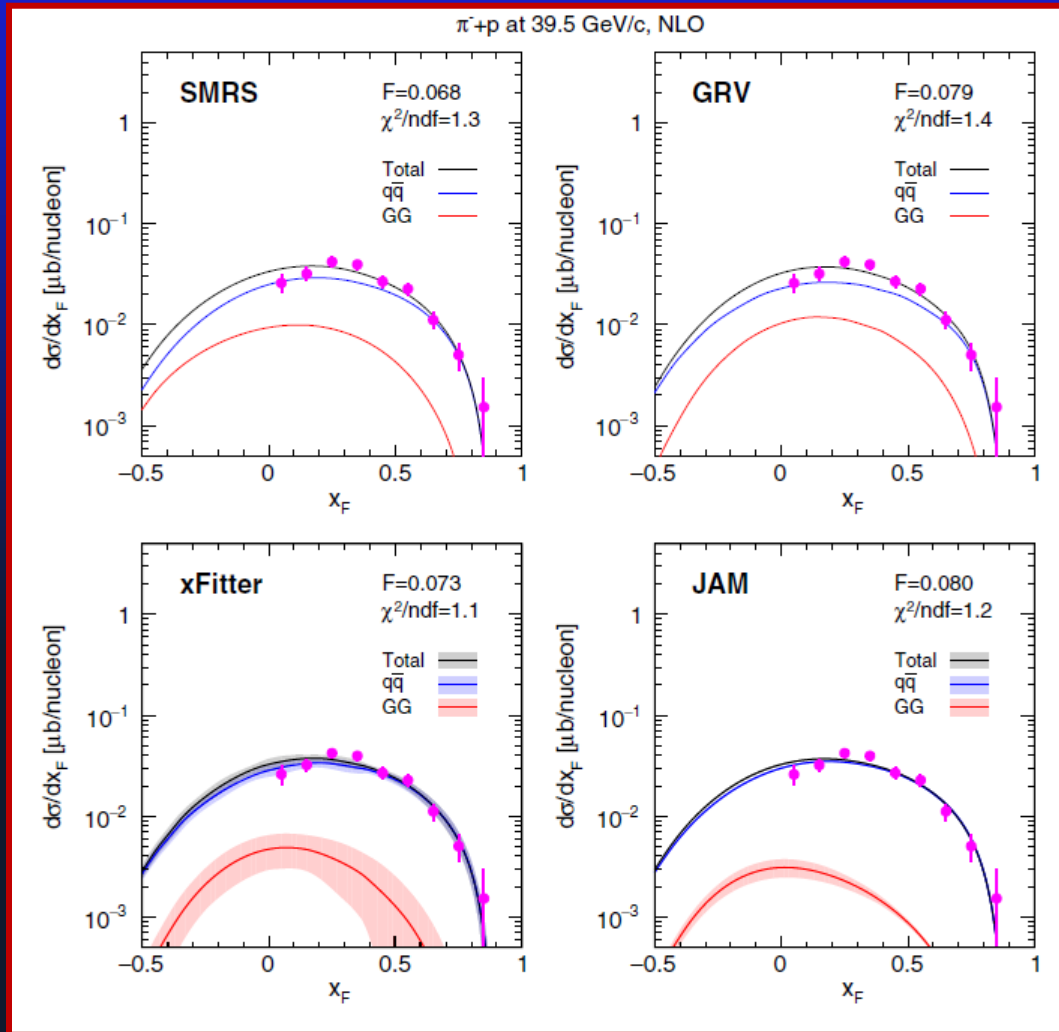 π⁻+p at 39.5 GeV/c, NLO
SMRS
F=0.068
χ²/ndf=1.3
Total
qq̅
GG
dσ/dx_F [μb/nucleon]
1
10⁻¹
10⁻²
10⁻³
−0.5 0 0.5 1
x_F
GRV
F=0.079
χ²/ndf=1.4
Total
qq̅
GG
dσ/dx_F [μb/nucleon]
1
10⁻¹
10⁻²
10⁻³
−0.5 0 0.5 1
x_F
xFitter
F=0.073
χ²/ndf=1.1
Total
qq̅
GG
dσ/dx_F [μb/nucleon]
1
10⁻¹
10⁻²
10⁻³
−0.5 0 0.5 1
x_F
JAM
F=0.080
χ²/ndf=1.2
Total
qq̅
GG
dσ/dx_F [μb/nucleon]
1
10⁻¹
10⁻²
10⁻³
−0.5 0 0.5 1
x_F